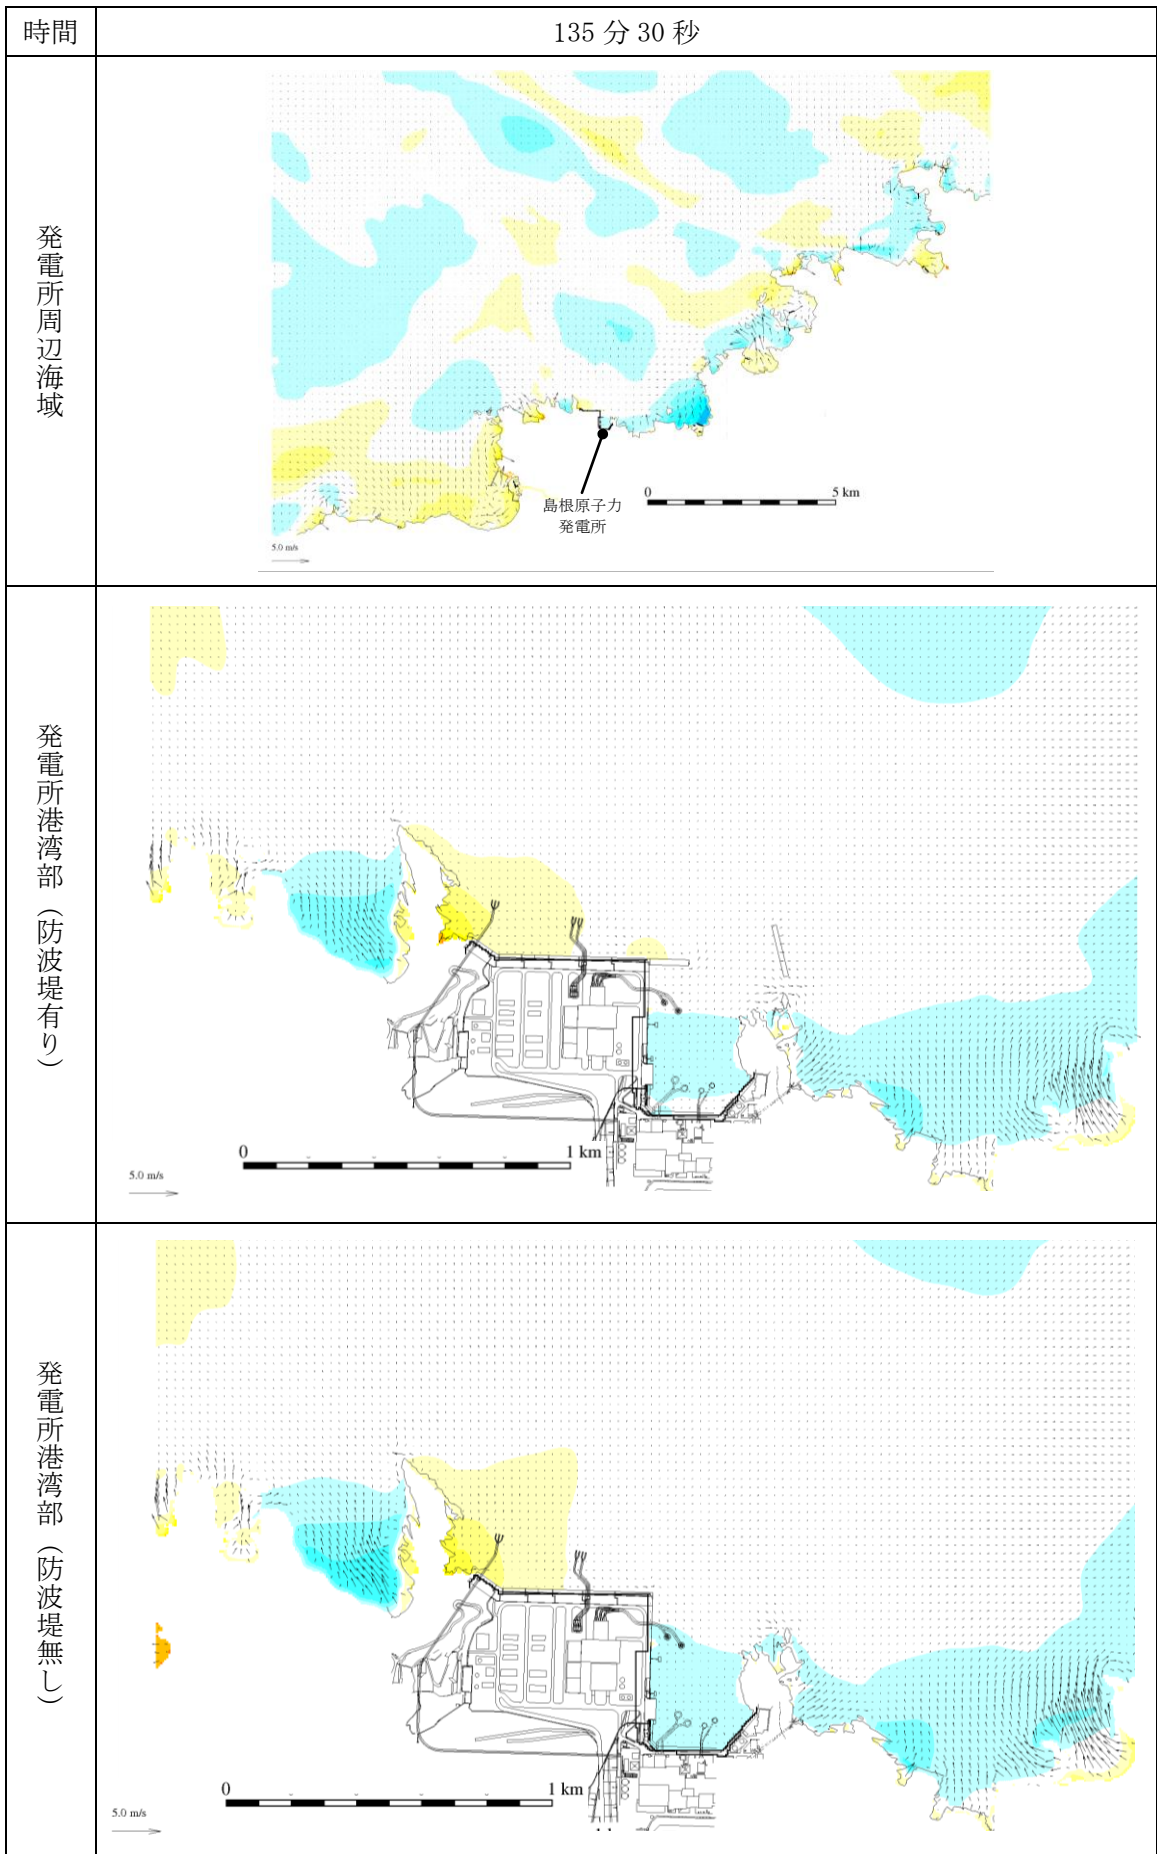 時間
135 分 30 秒
発電所周辺海域
0
5 km
島根原子力
発電所
5.0 m/s
発電所港湾部（防波堤有り）
0
1 km
5.0 m/s
発電所港湾部（防波堤無し）
0
1 km
5.0 m/s